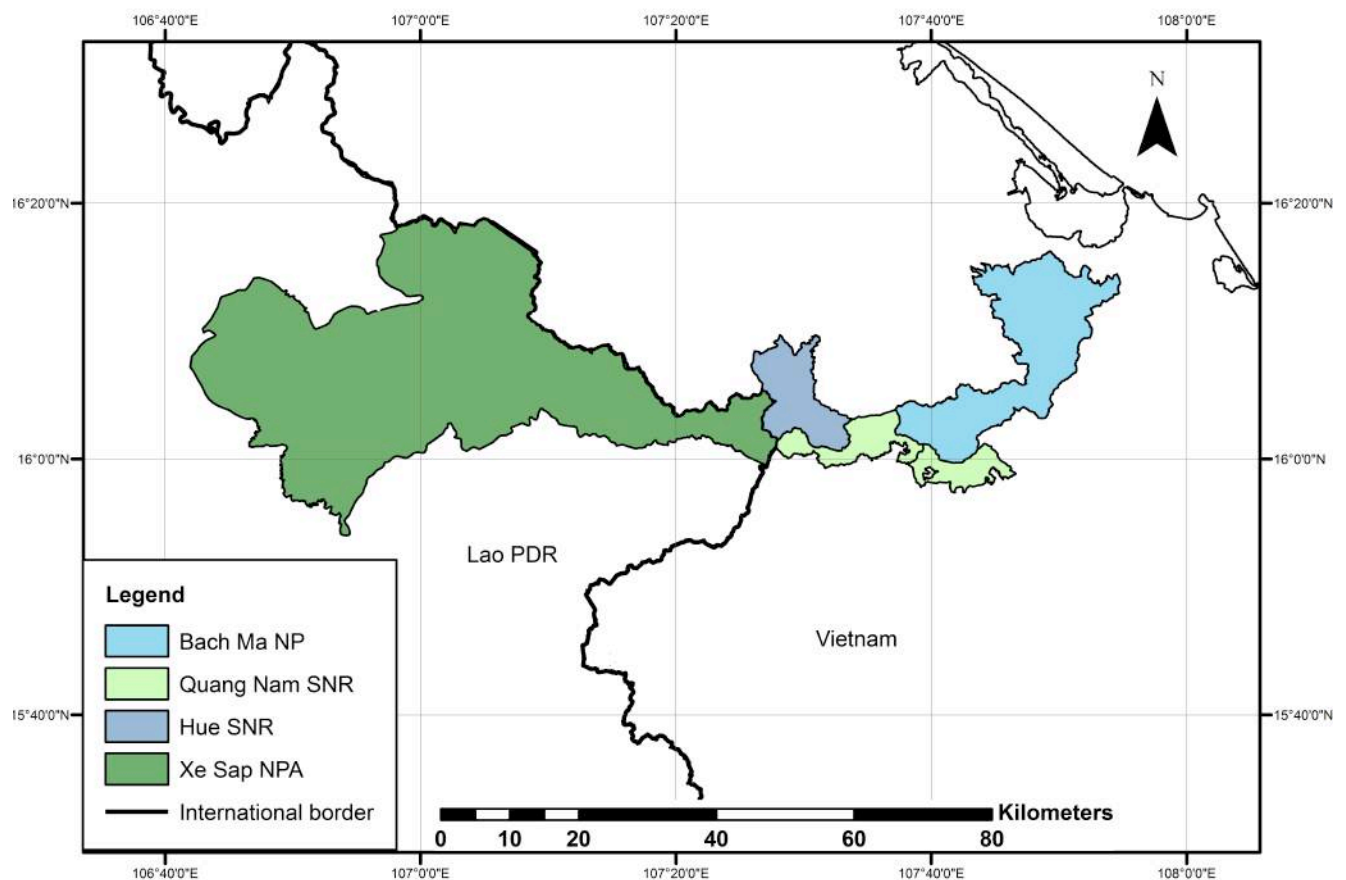 106°40'0"E 107°0'0"E 107°20'0"E 107°40'0"E 108°0'0"E
N
16°20'0"N 16°20'0"N
16°0'0"N 16°0'0"N
Lao PDR
Vietnam
Legend
Bach Ma NP
Quang Nam SNR
Hue SNR
Xe Sap NPA
International border
15°40'0"N 15°40'0"N
Kilometers
0 10 20 40 60 80
106°40'0"E 107°0'0"E 107°20'0"E 107°40'0"E 108°0'0"E